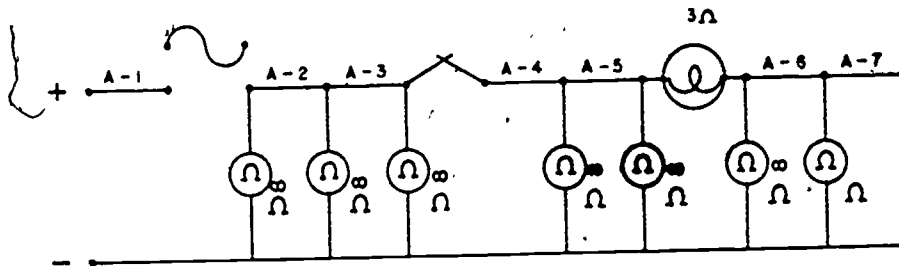 3Ω
+ A-1 A-2 A-3 A-4 A-5 A-6 A-7
Ω Ω Ω Ω Ω Ω Ω
∞ ∞ ∞ ∞ ∞ ∞
Ω Ω Ω Ω Ω Ω Ω
−